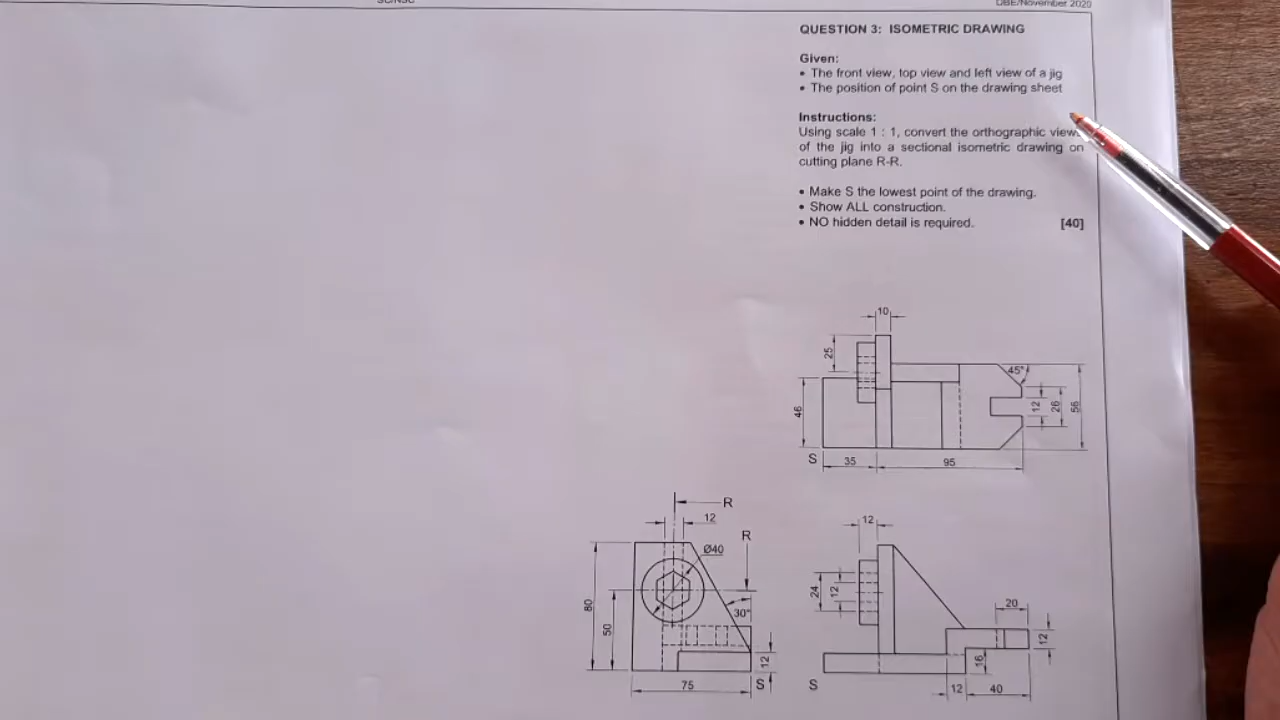 SC/NSC
DBE/November 2020
QUESTION 3: ISOMETRIC DRAWING
Given:
• The front view, top view and left view of a jig
• The position of point S on the drawing sheet
Instructions:
Using scale 1 : 1, convert the orthographic views
of the jig into a sectional isometric drawing on
cutting plane R-R.
• Make S the lowest point of the drawing.
• Show ALL construction.
• NO hidden detail is required. [40]
10
25
45°
46
12
26
56
S
35
95
R
12
R
Ø40
80
50
30°
12
75
S
12
24
12
20
12
16
S
12
40